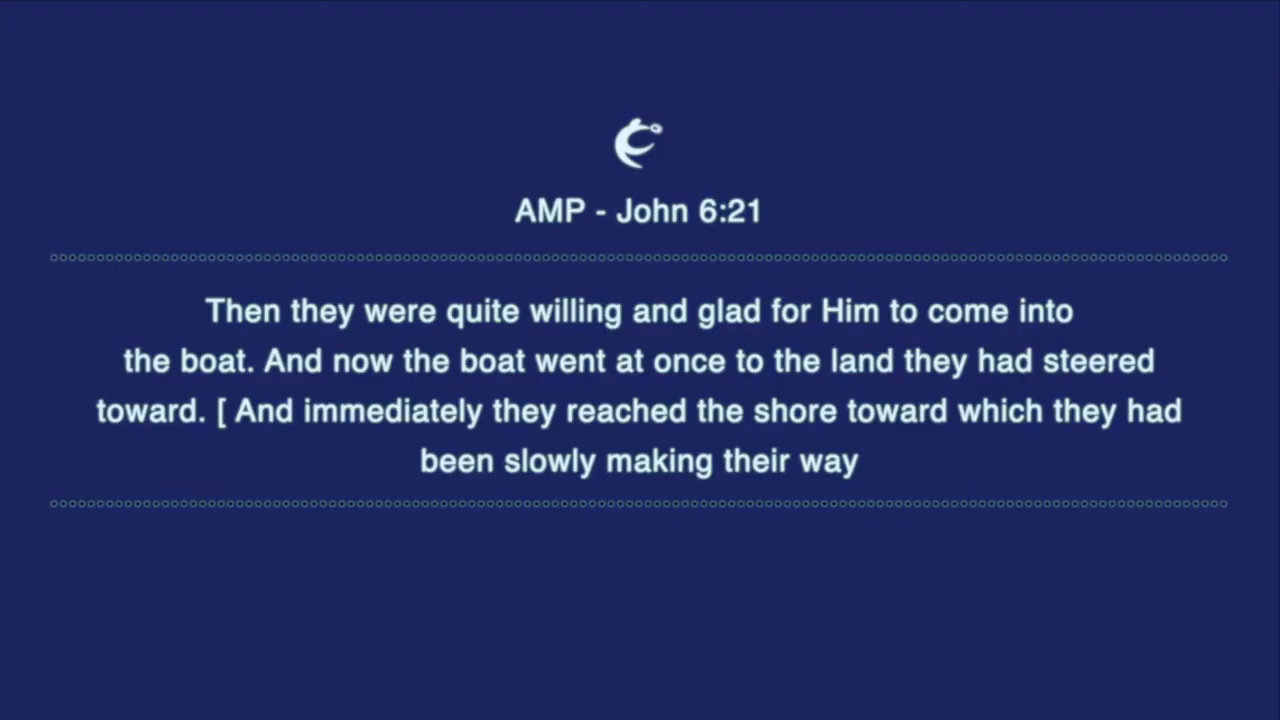 AMP - John 6:21
Then they were quite willing and glad for Him to come into
the boat. And now the boat went at once to the land they had steered
toward. [ And immediately they reached the shore toward which they had
been slowly making their way